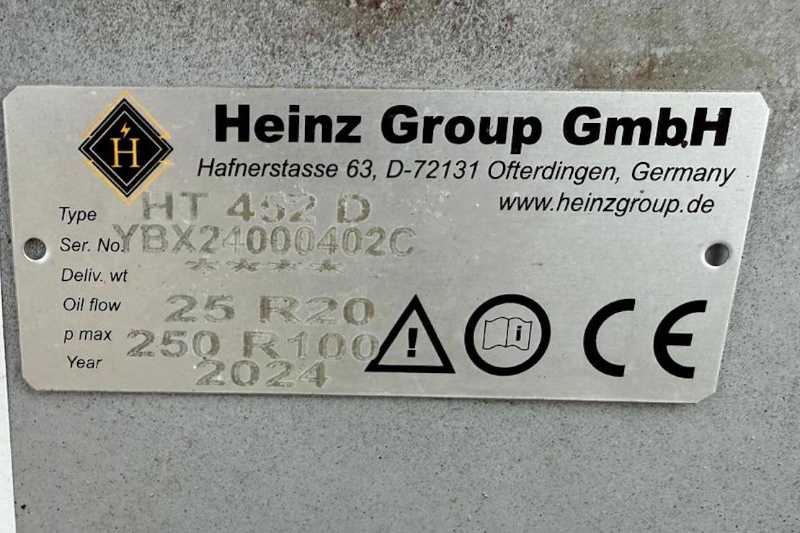 H
Heinz Group GmbH
Hafnerstasse 63, D-72131 Ofterdingen, Germany
www.heinzgroup.de
Type HT 452 D
Ser. No. YBX24000402C
Deliv. wt ****
Oil flow 25 R20
p max 250 R100
Year 2024
! i CE